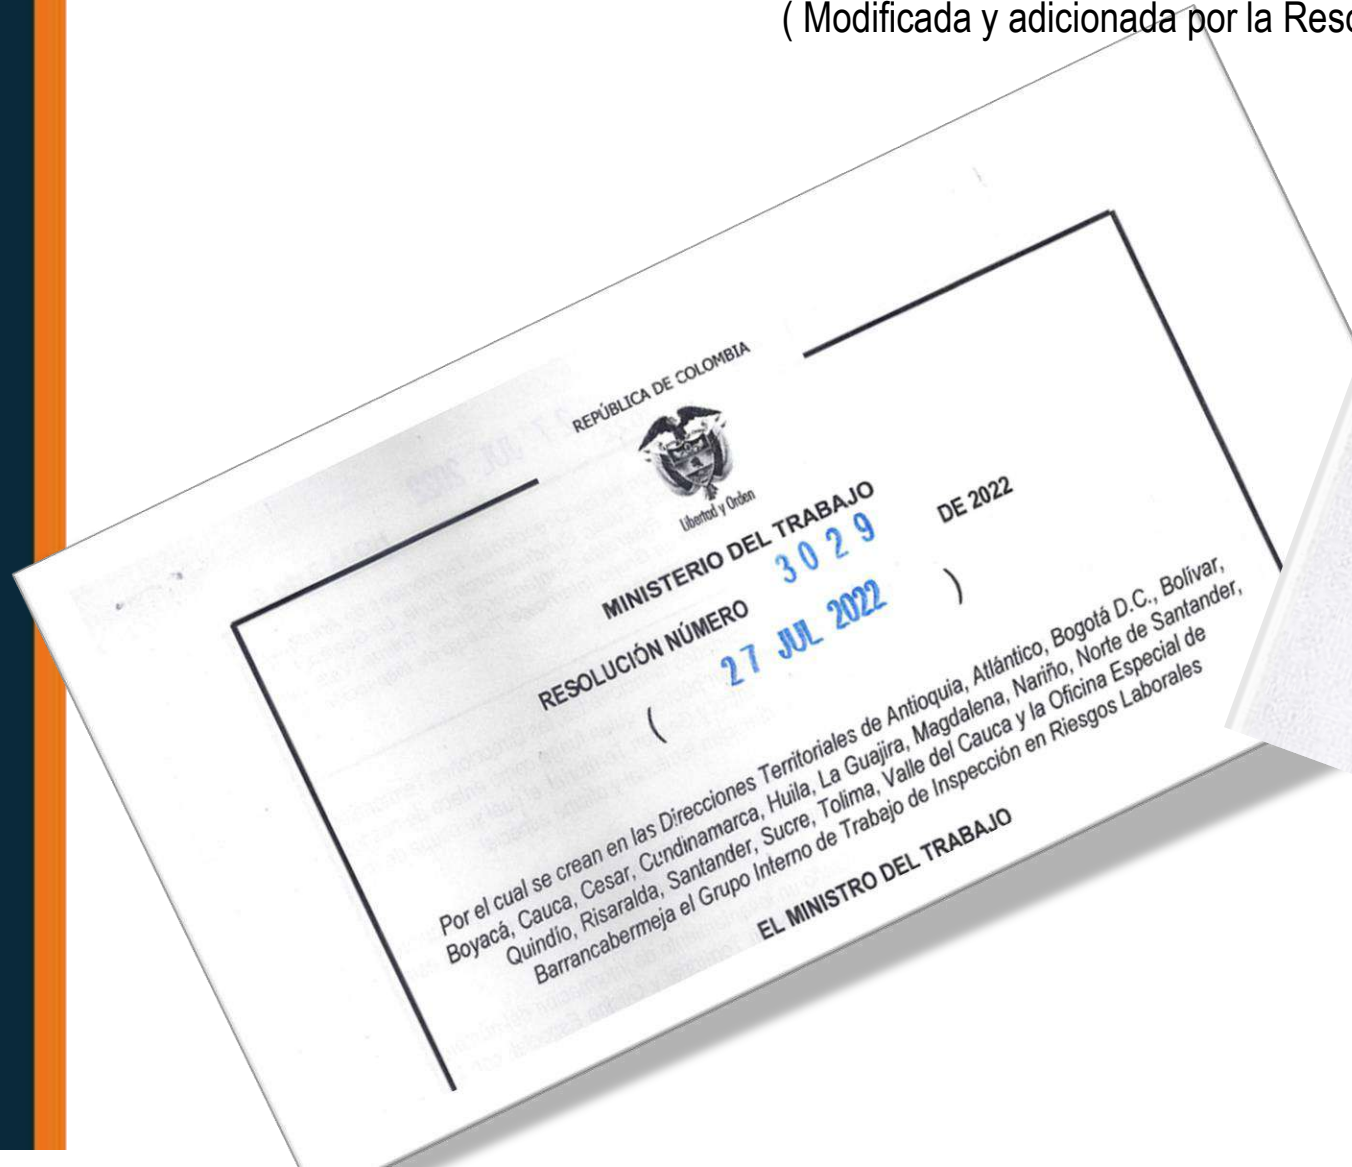 ( Modificada y adicionada por la Reso
REPÚBLICA DE COLOMBIA
Libertad y Orden
MINISTERIO DEL TRABAJO
RESOLUCIÓN NÚMERO 3029 DE 2022
( 27 JUL 2022 )
Por el cual se crean en las Direcciones Territoriales de Antioquia, Atlántico, Bogotá D.C., Bolívar,
Boyacá, Cauca, Cesar, Cundinamarca, Huila, La Guajira, Magdalena, Nariño, Norte de Santander,
Quindío, Risaralda, Santander, Sucre, Tolima, Valle del Cauca y la Oficina Especial de
Barrancabermeja el Grupo Interno de Trabajo de Inspección en Riesgos Laborales
EL MINISTRO DEL TRABAJO